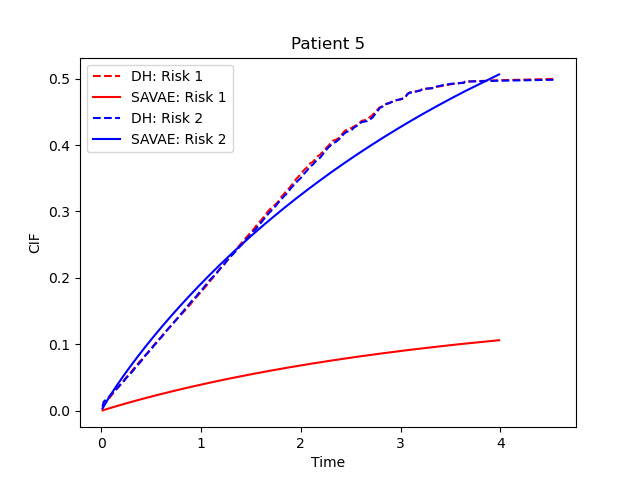 Patient 5
DH: Risk 1
SAVAE: Risk 1
DH: Risk 2
SAVAE: Risk 2
0.5
0.4
0.3
0.2
0.1
0.0
CIF
0 1 2 3 4
Time